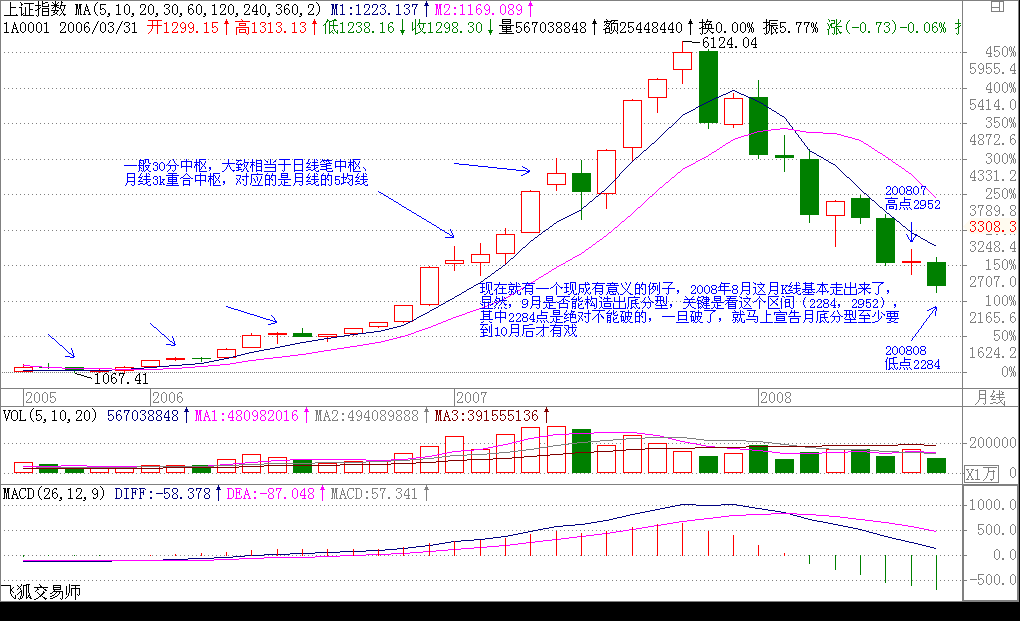 上证指数 MA(5,10,20,30,60,120,240,360,2) M1:1223.137↑M2:1169.089↑
1A0001 2006/03/31 开1299.15↑高1313.13↑低1238.16↓收1298.30↓量567038848↑额25448440↑换0.00% 振5.77% 涨(-0.73)-0.06%
6124.04
450%
5955.4
400%
5414.0
350%
4872.6
300%
4331.2
250%
3789.8
3308.3
3248.4
150%
2707.0
100%
2165.6
50%
1624.2
0%
一般30分中枢，大致相当于日线笔中枢、
月线3k重合中枢，对应的是月线的5均线
200807
高点2952
现在就有一个现成有意义的例子，2008年8月这月K线基本走出来了，
显然，9月是否能构造出底分型，关键是看这个区间（2284，2952），
其中2284点是绝对不能破的，一旦破了，就马上宣告月底分型至少要
到10月后才有戏
200808
低点2284
1067.41
2005
2006
2007
2008
月线
VOL(5,10,20) 567038848↑MA1:480982016↑MA2:494089888↑MA3:391555136↑
200000
0
X1万
MACD(26,12,9) DIFF:-58.378↑DEA:-87.048↑MACD:57.341↑
1000.0
500.0
0.0
-500.0
飞狐交易师